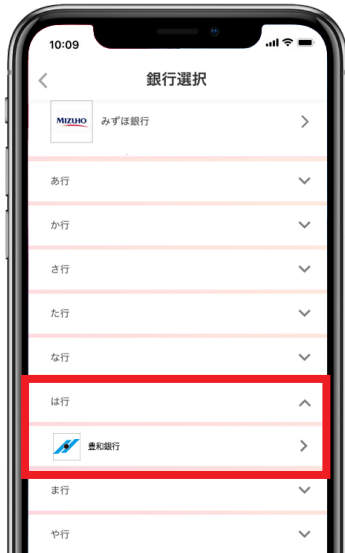 10:09
銀行選択
MIZUHO みずほ銀行
あ行
か行
さ行
た行
な行
は行
豊和銀行
ま行
や行